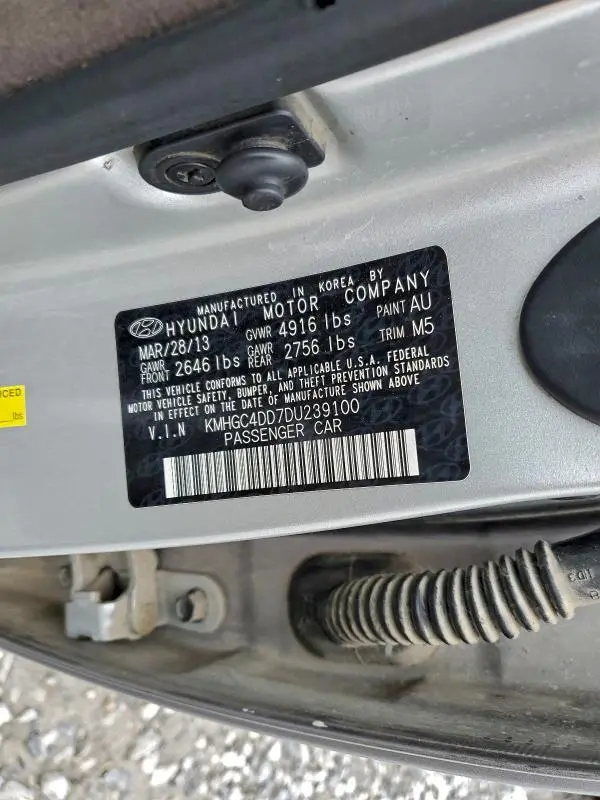 MANUFACTURED IN KOREA BY
HYUNDAI MOTOR COMPANY
MAR/28/13 GVWR 4916 lbs PAINT AU
GAWR FRONT 2646 lbs GAWR REAR 2756 lbs TRIM M5
THIS VEHICLE CONFORMS TO ALL APPLICABLE U.S.A. FEDERAL
MOTOR VEHICLE SAFETY, BUMPER, AND THEFT PREVENTION STANDARDS
IN EFFECT ON THE DATE OF MANUFACTURE SHOWN ABOVE
V.I.N KMHGC4DD7DU239100
PASSENGER CAR
lbs